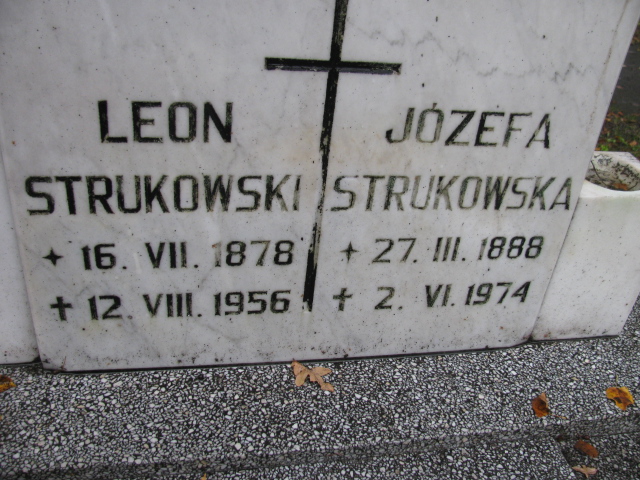 LEON
STRUKOWSKI
✦ 16. VII. 1878
✝ 12. VIII. 1956
JÓZEFA
STRUKOWSKA
✦ 27. III. 1888
✝ 2. VI. 1974